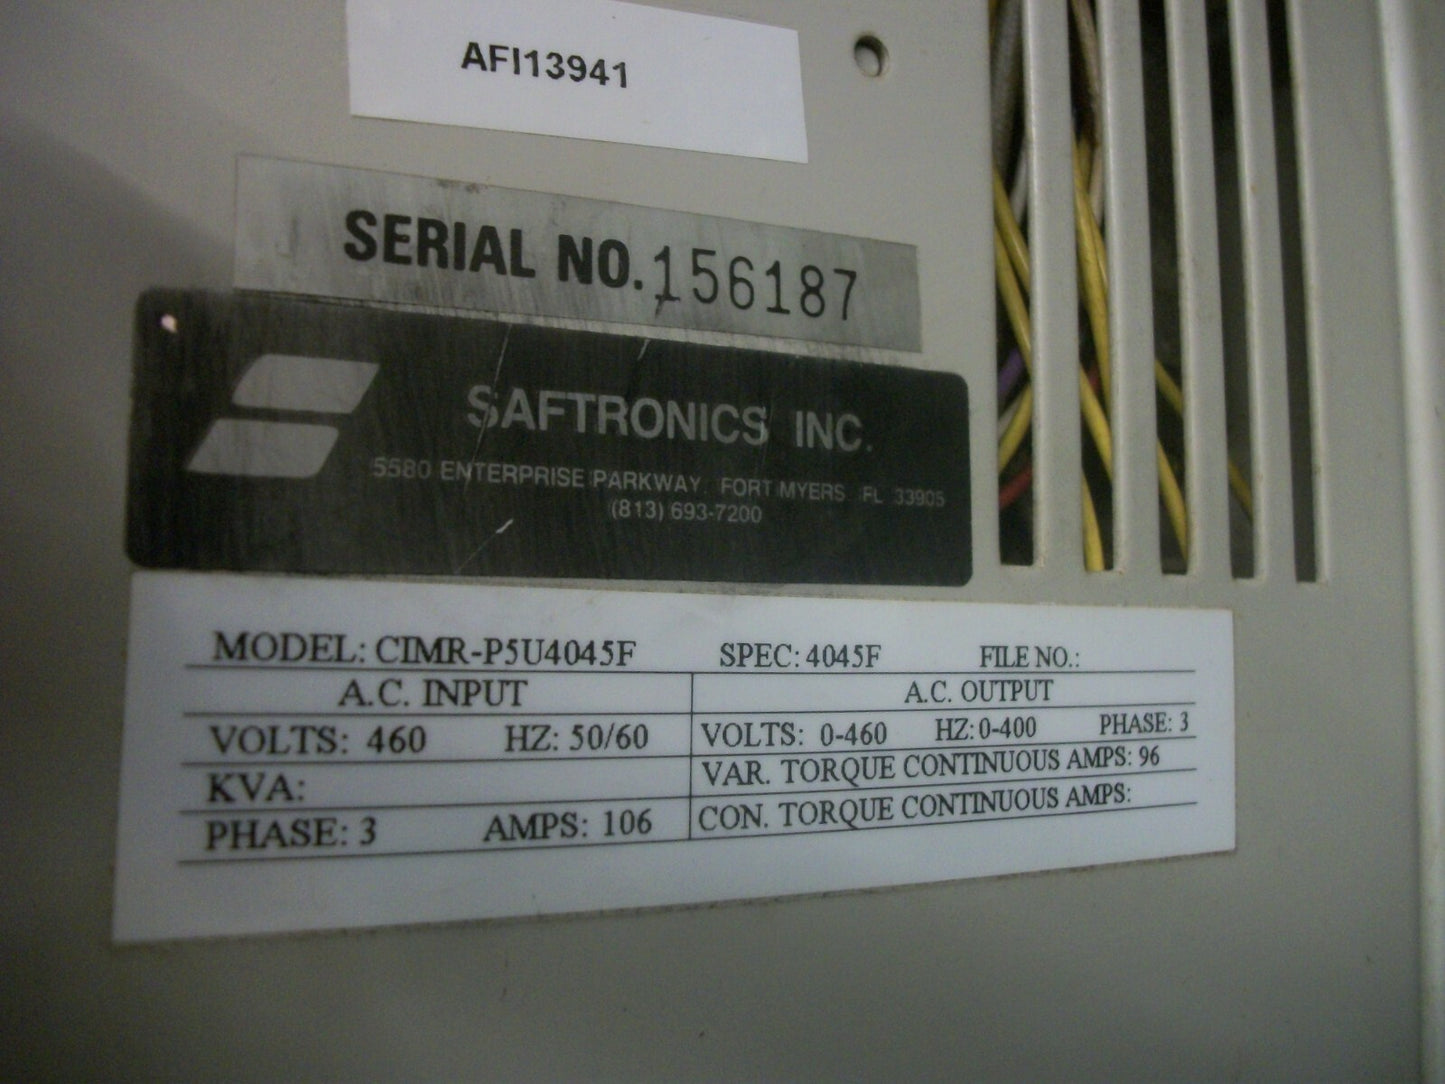 AFI13941
SERIAL NO. 156187
SAFTRONICS INC.
5580 ENTERPRISE PARKWAY FORT MYERS FL 33905
(813) 693-7200
MODEL: CIMR-P5U4045F SPEC: 4045F FILE NO.:
A.C. INPUT A.C. OUTPUT
VOLTS: 460 HZ: 50/60 VOLTS: 0-460 HZ: 0-400 PHASE: 3
KVA: VAR. TORQUE CONTINUOUS AMPS: 96
PHASE: 3 AMPS: 106 CON. TORQUE CONTINUOUS AMPS: